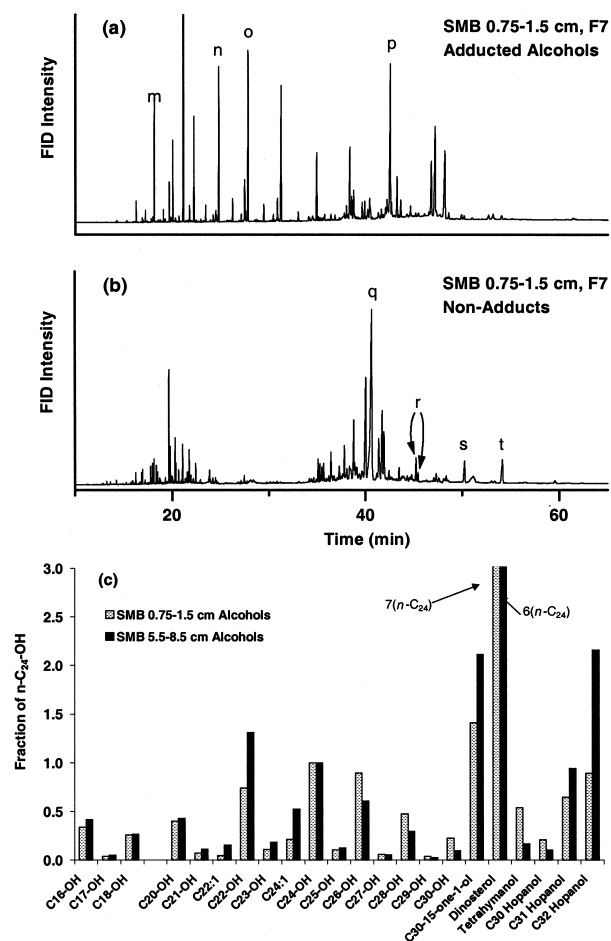 (a)
SMB 0.75-1.5 cm, F7
Adducted Alcohols
FID Intensity
m
n
o
p
(b)
SMB 0.75-1.5 cm, F7
Non-Adducts
FID Intensity
q
r
s
t
20
40
60
Time (min)
(c)
SMB 0.75-1.5 cm Alcohols
SMB 5.5-8.5 cm Alcohols
7(n-C24)
6(n-C24)
Fraction of n-C24-OH
3.0
2.5
2.0
1.5
1.0
0.5
0.0
C16-OH
C17-OH
C18-OH
C20-OH
C21-OH
C22:1
C22-OH
C23-OH
C24:1
C24-OH
C25-OH
C26-OH
C27-OH
C28-OH
C29-OH
C30-OH
C30-15-one-1-ol
Dinosterol
Tetrahymanol
C30 Hopanol
C31 Hopanol
C32 Hopanol